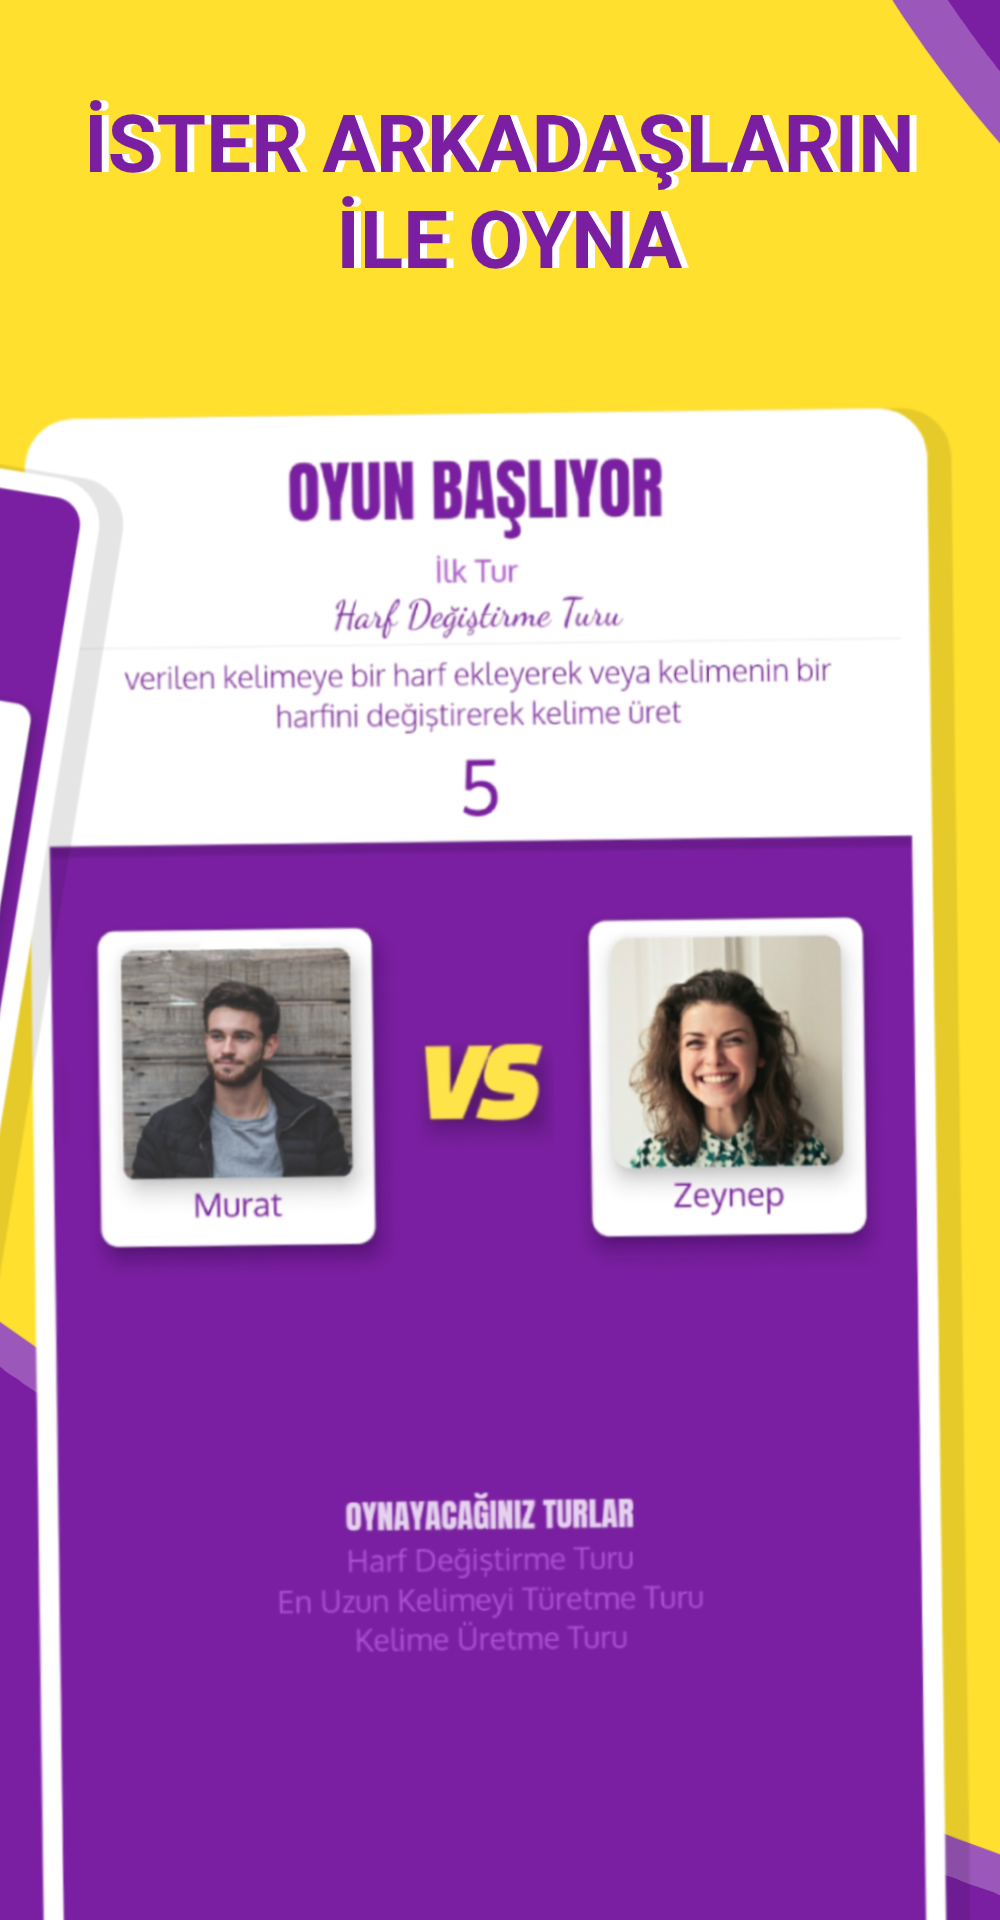 İSTER ARKADAŞLARIN
İLE OYNA
OYUN BAŞLIYOR
İlk Tur
Harf Değiştirme Turu
verilen kelimeye bir harf ekleyerek veya kelimenin bir
harfini değiştirerek kelime üret
5
VS
Murat
Zeynep
OYNAYACAĞINIZ TURLAR
Harf Değiştirme Turu
En Uzun Kelimeyi Türetme Turu
Kelime Üretme Turu